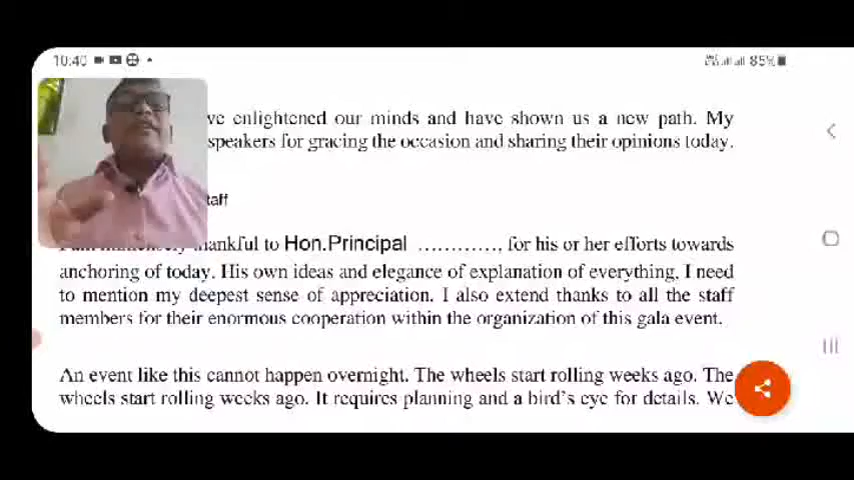 10:40
85%
ve enlightened our minds and have shown us a new path. My
speakers for gracing the occasion and sharing their opinions today.
taff
thankful to Hon.Principal ............., for his or her efforts towards
anchoring of today. His own ideas and elegance of explanation of everything, I need
to mention my deepest sense of appreciation. I also extend thanks to all the staff
members for their enormous cooperation within the organization of this gala event.
An event like this cannot happen overnight. The wheels start rolling weeks ago. The
wheels start rolling weeks ago. It requires planning and a bird's eye for details. We